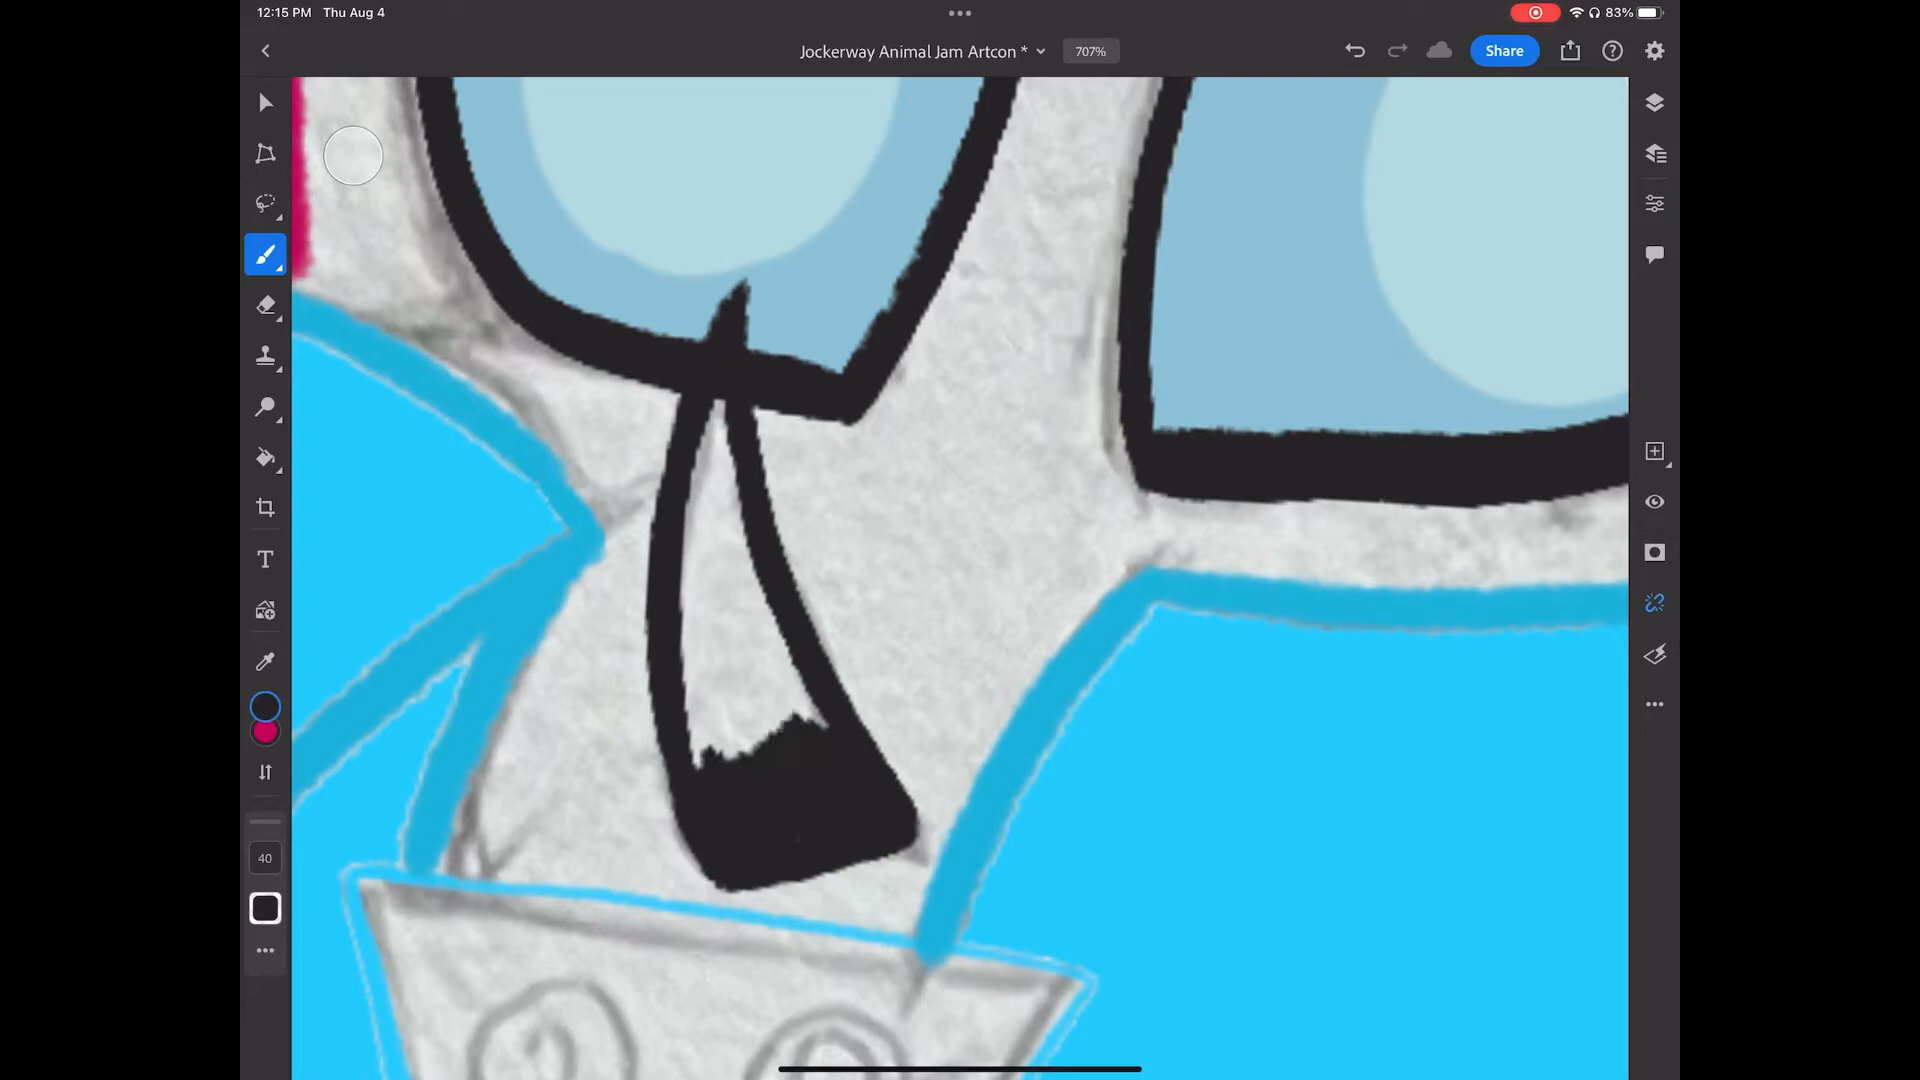 12:15 PM Thu Aug 4
83%
Jockerway Animal Jam Artcon *
707%
Share
T
40